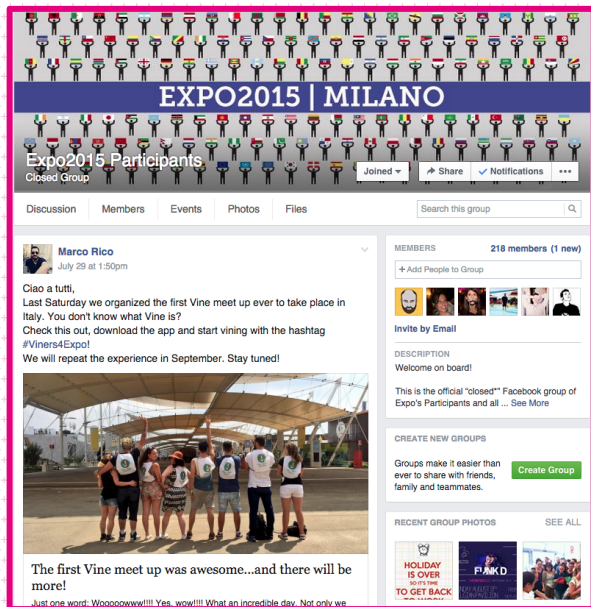 EXPO2015 | MILANO
Expo2015 Participants
Closed Group
Joined
Share
Notifications
Discussion
Members
Events
Photos
Files
Search this group
Marco Rico
July 29 at 1:50pm
Ciao a tutti,
Last Saturday we organized the first Vine meet up ever to take place in
Italy. You don't know what Vine is?
Check this out, download the app and start vining with the hashtag
#Viners4Expo!
We will repeat the experience in September. Stay tuned!
The first Vine meet up was awesome...and there will be
more!
Just one word: Wooooowww!!!! Yes, wow!!!! What an incredible day. Not only we
MEMBERS
218 members (1 new)
+ Add People to Group
Invite by Email
DESCRIPTION
Welcome on board!
This is the official "closed*" Facebook group of
Expo's Participants and all ... See More
CREATE NEW GROUPS
Groups make it easier than
ever to share with friends,
family and teammates.
Create Group
RECENT GROUP PHOTOS
SEE ALL
HOLIDAY
IS OVER
SO IT'S TIME
TO GET BACK